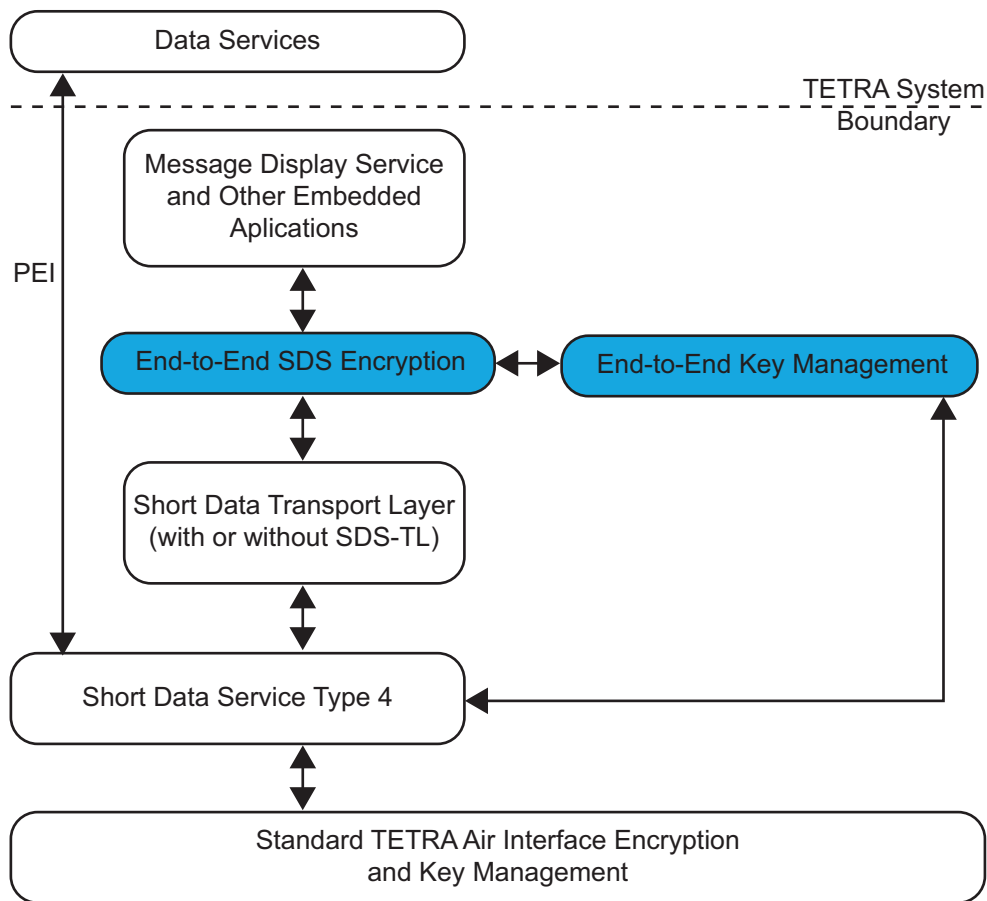 Data Services
TETRA System
Boundary
Message Display Service
and Other Embedded
Aplications
PEI
End-to-End SDS Encryption
End-to-End Key Management
Short Data Transport Layer
(with or without SDS-TL)
Short Data Service Type 4
Standard TETRA Air Interface Encryption
and Key Management